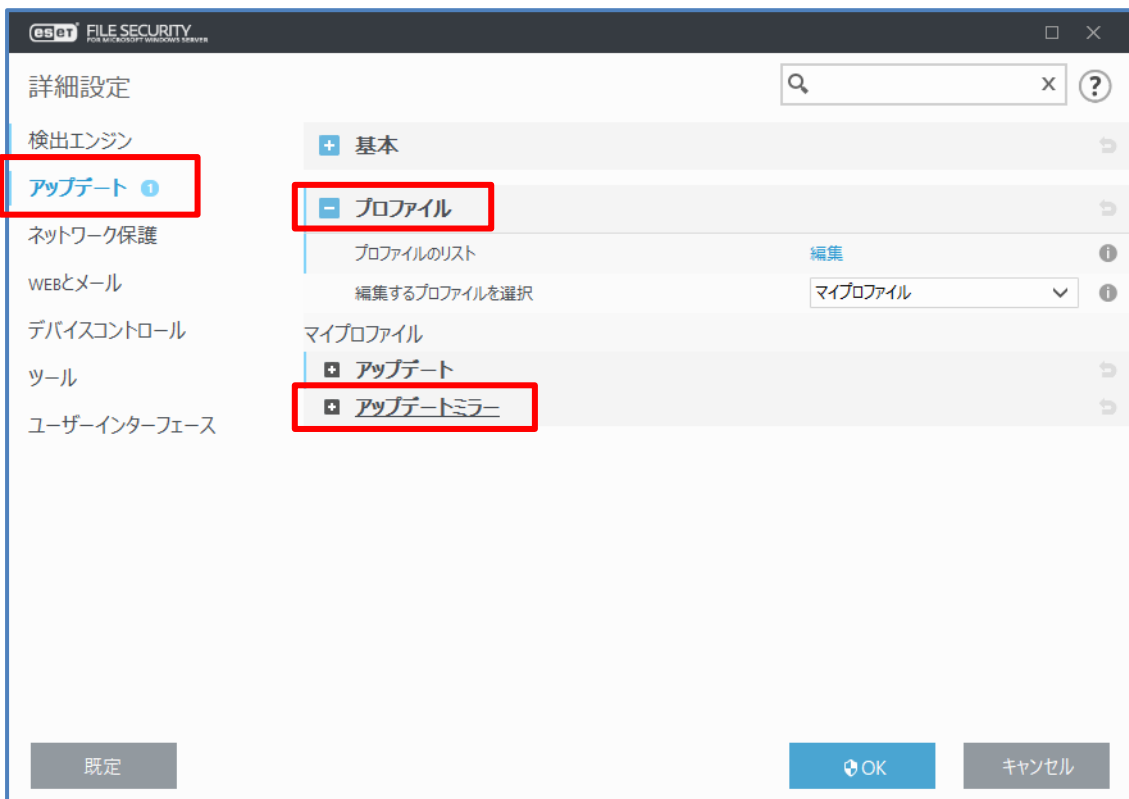 eset FILE SECURITY
FOR MICROSOFT WINDOWS SERVER
詳細設定
検出エンジン
アップデート 1
ネットワーク保護
WEBとメール
デバイスコントロール
ツール
ユーザーインターフェース
基本
プロファイル
プロファイルのリスト 編集
編集するプロファイルを選択 マイプロファイル
マイプロファイル
アップデート
アップデートミラー
既定 OK キャンセル